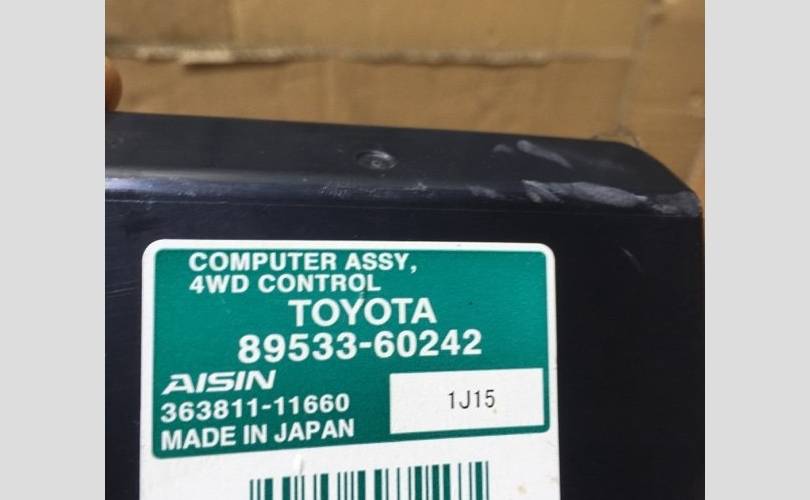 COMPUTER ASSY,
4WD CONTROL
TOYOTA
89533-60242
AISIN
363811-11660
1J15
MADE IN JAPAN